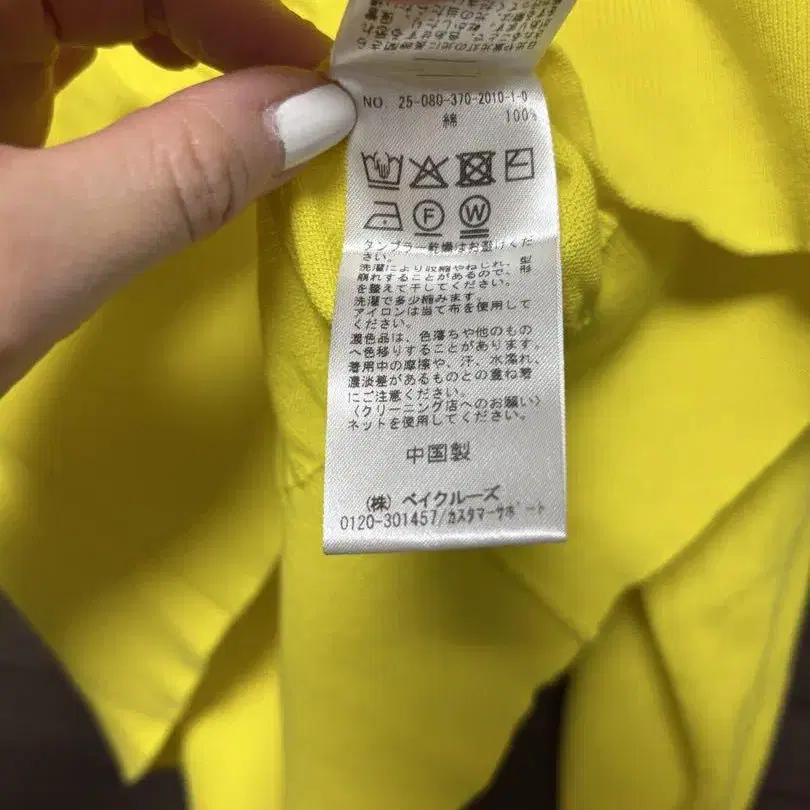 NO. 25-080-370-2010-1-0
綿 100%
F W
タンブラー乾燥はお避けくだ
さい。
洗濯により収縮やねじれ、型
崩れすることがあるので、形
を整えて干してください。
洗濯で多少縮みます。
アイロンは当て布を使用して
ください。
濃色品は、色落ちや他のもの
へ色移りすることがあります。
着用中の摩擦や、汗、水濡れ、
濃淡差があるものとの重ね着
にご注意ください。
(クリーニング店へのお願い)
ネットを使用してください。
中国製
(株) ベイクルーズ
0120-301457/カスタマーサポート